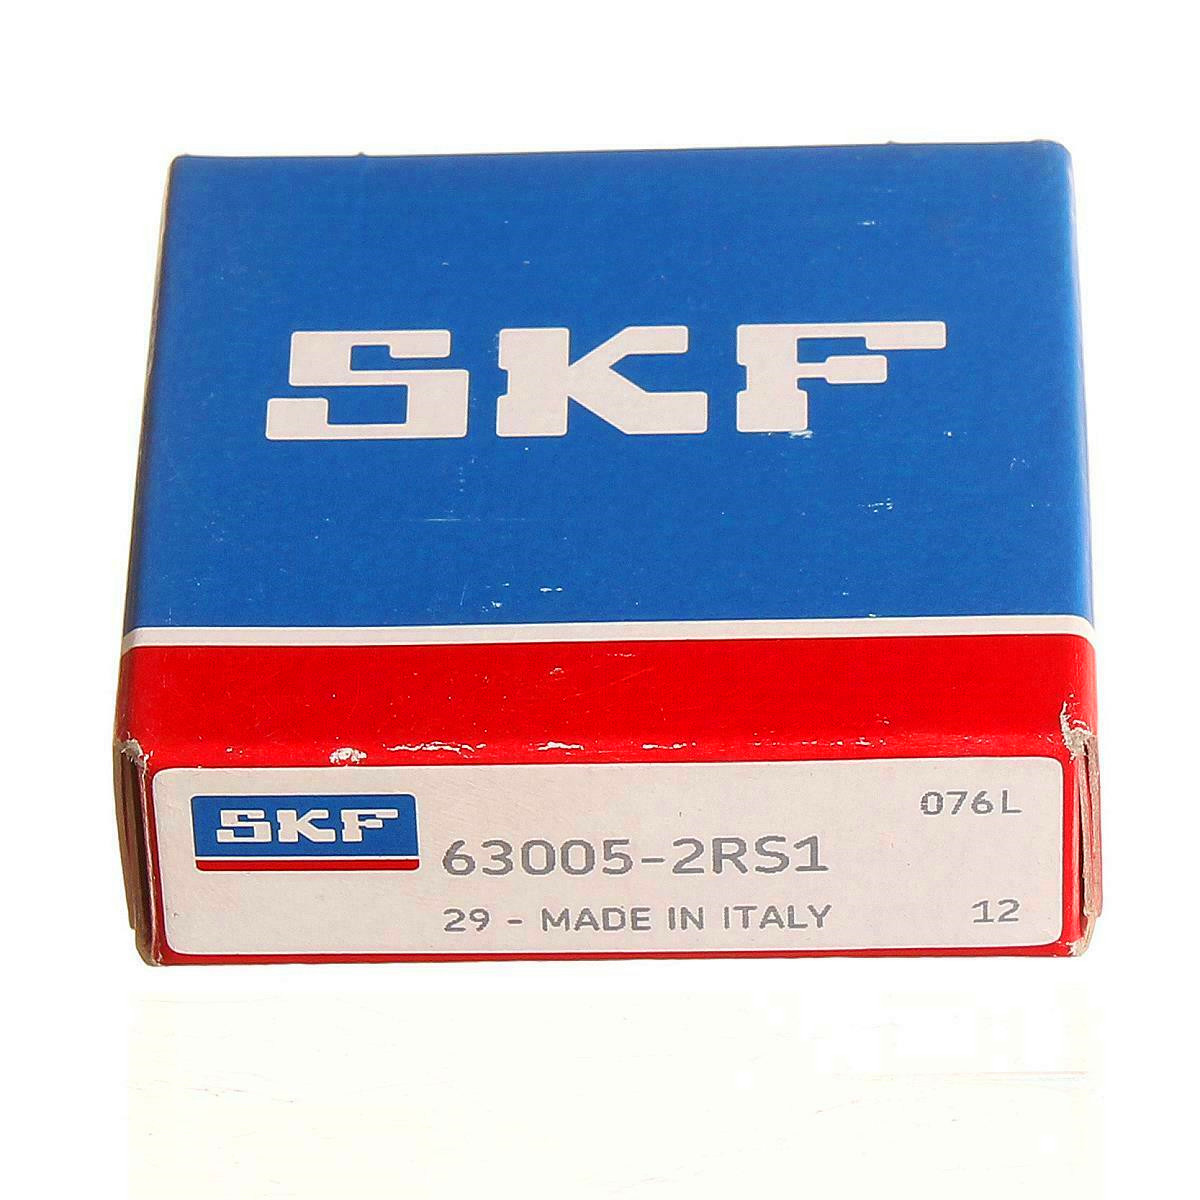 SKF
SKF
076L
63005-2RS1
29 - MADE IN ITALY
12